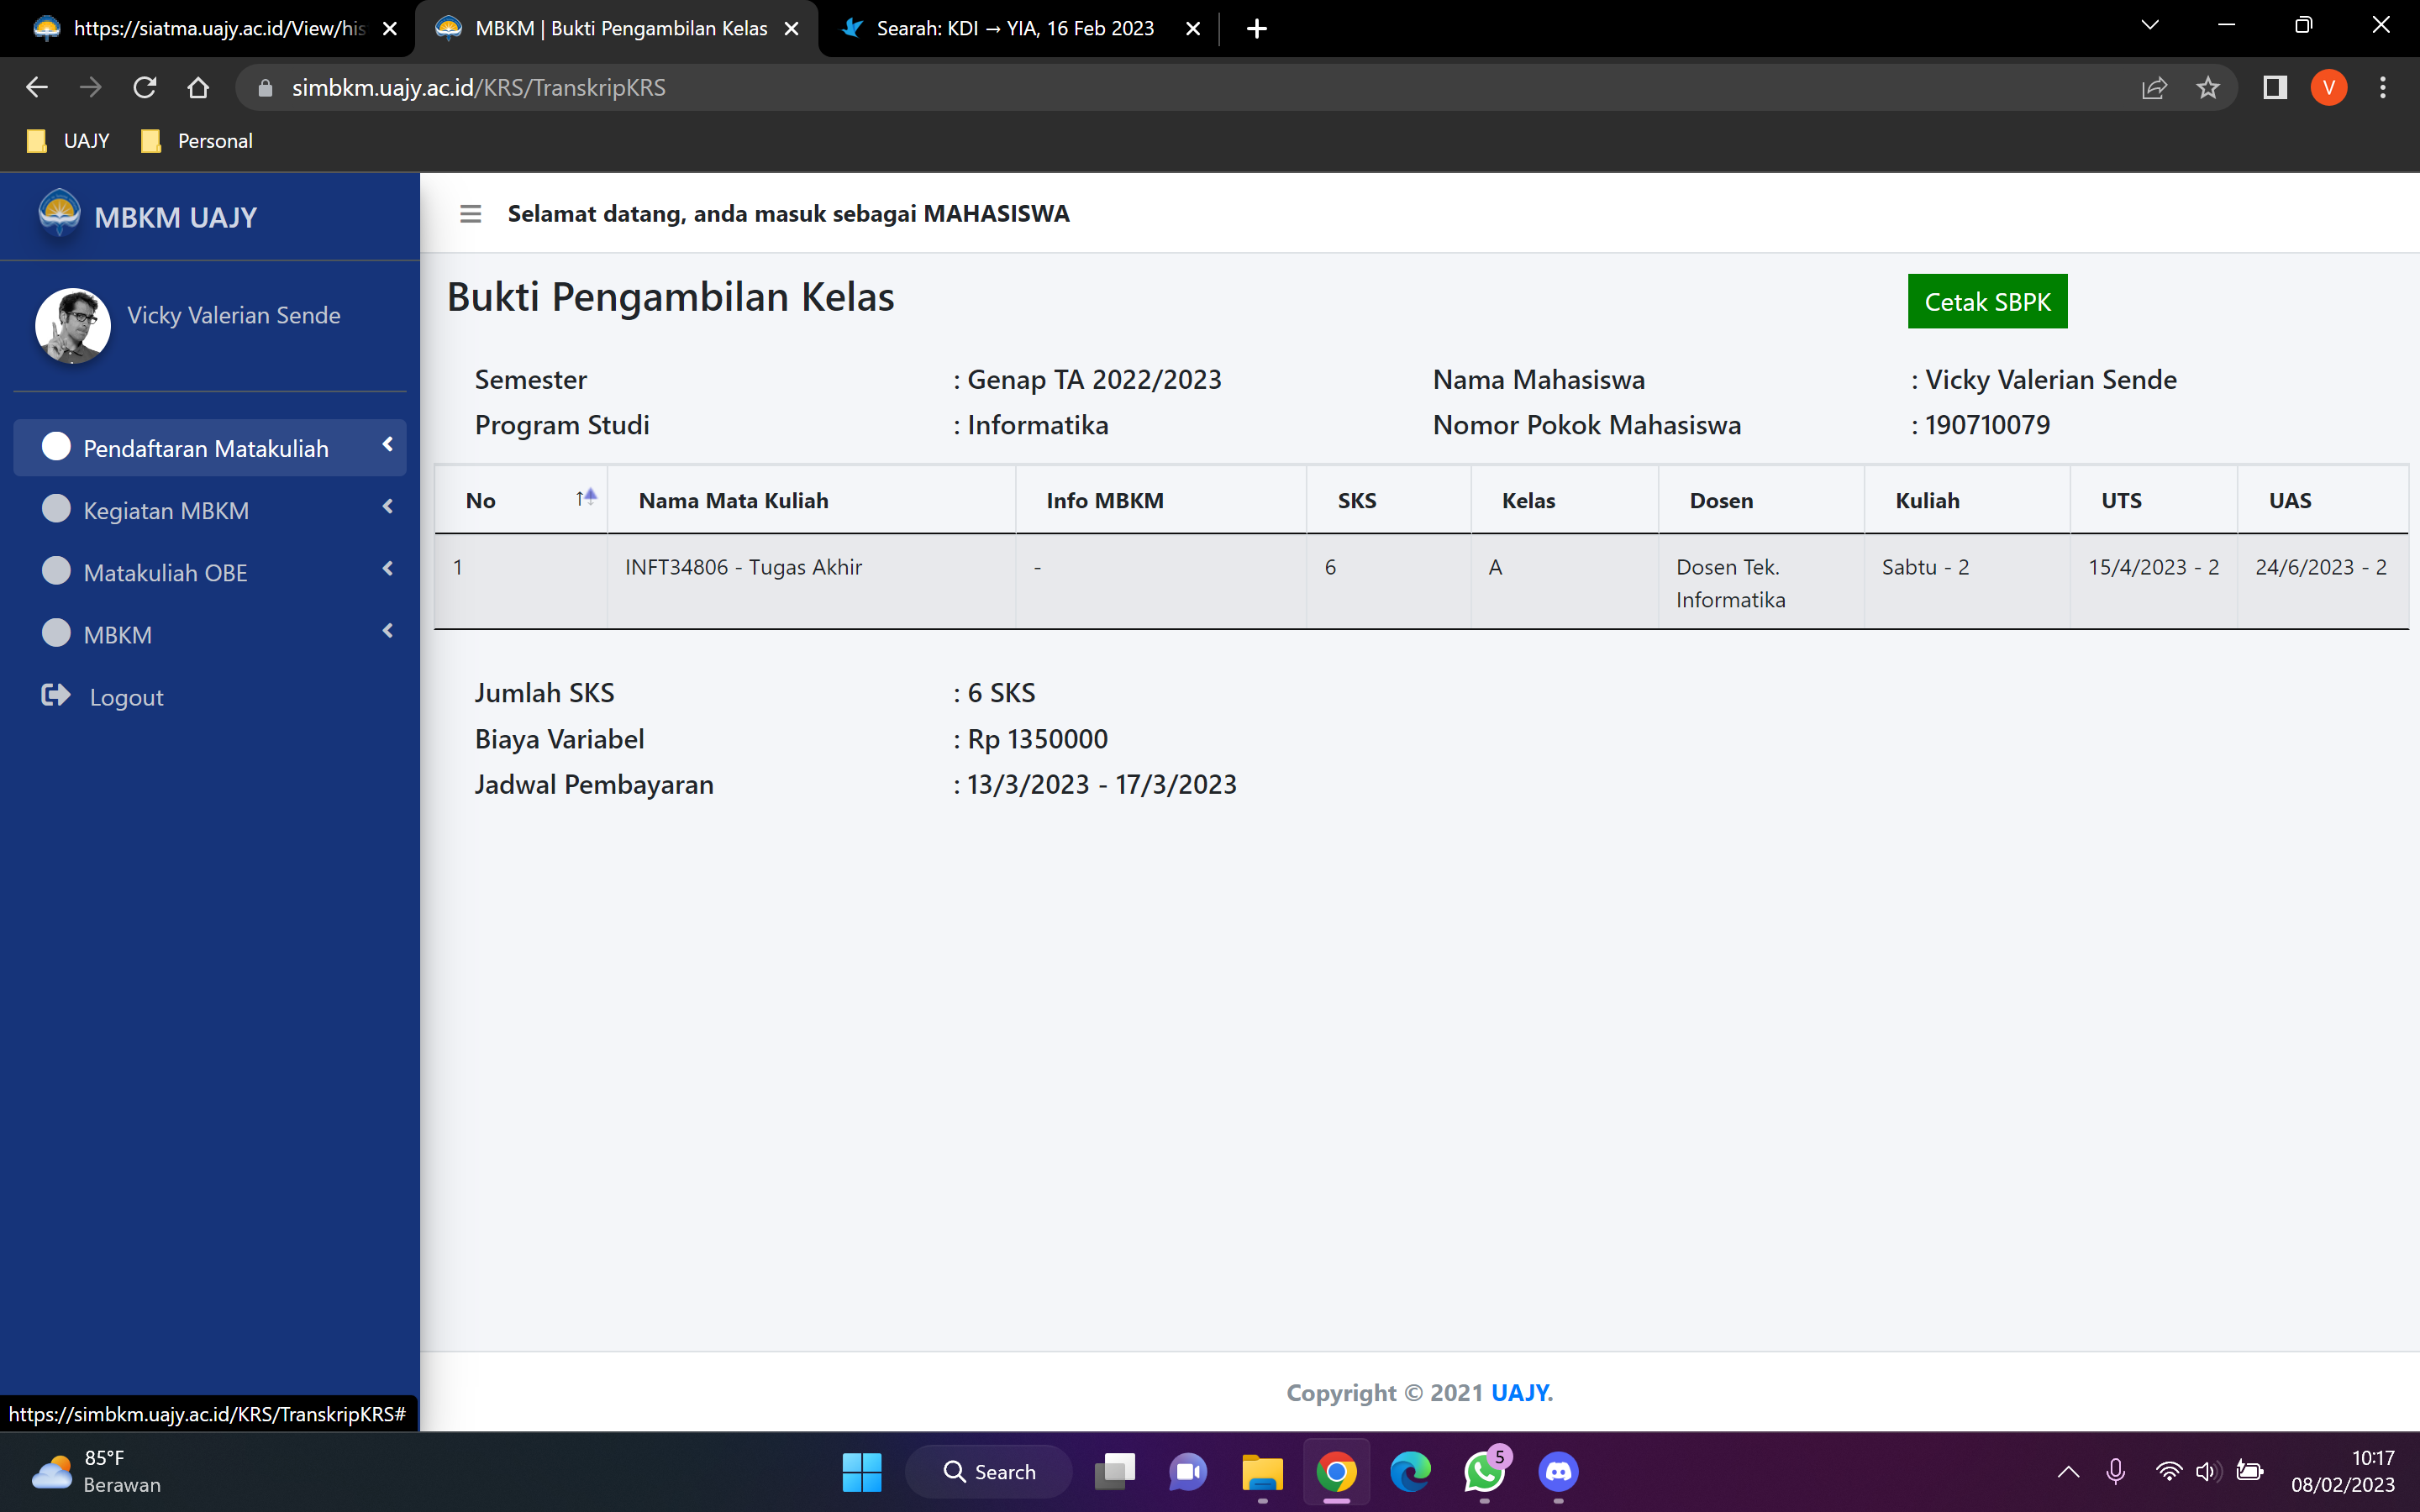 https://siatma.uajy.ac.id/View/his
MBKM | Bukti Pengambilan Kelas
Searah: KDI → YIA, 16 Feb 2023
simbkm.uajy.ac.id/KRS/TranskripKRS
V
UAJY
Personal
MBKM UAJY
Selamat datang, anda masuk sebagai MAHASISWA
Vicky Valerian Sende
Pendaftaran Matakuliah
Kegiatan MBKM
Matakuliah OBE
MBKM
Logout
Bukti Pengambilan Kelas
Cetak SBPK
Semester : Genap TA 2022/2023 Nama Mahasiswa : Vicky Valerian Sende
Program Studi : Informatika Nomor Pokok Mahasiswa : 190710079
No Nama Mata Kuliah Info MBKM SKS Kelas Dosen Kuliah UTS UAS
1 INFT34806 - Tugas Akhir - 6 A Dosen Tek. Sabtu - 2 15/4/2023 - 2 24/6/2023 - 2
Informatika
Jumlah SKS : 6 SKS
Biaya Variabel : Rp 1350000
Jadwal Pembayaran : 13/3/2023 - 17/3/2023
Copyright © 2021 UAJY.
https://simbkm.uajy.ac.id/KRS/TranskripKRS#
85°F
Berawan
Search
5
10:17
08/02/2023